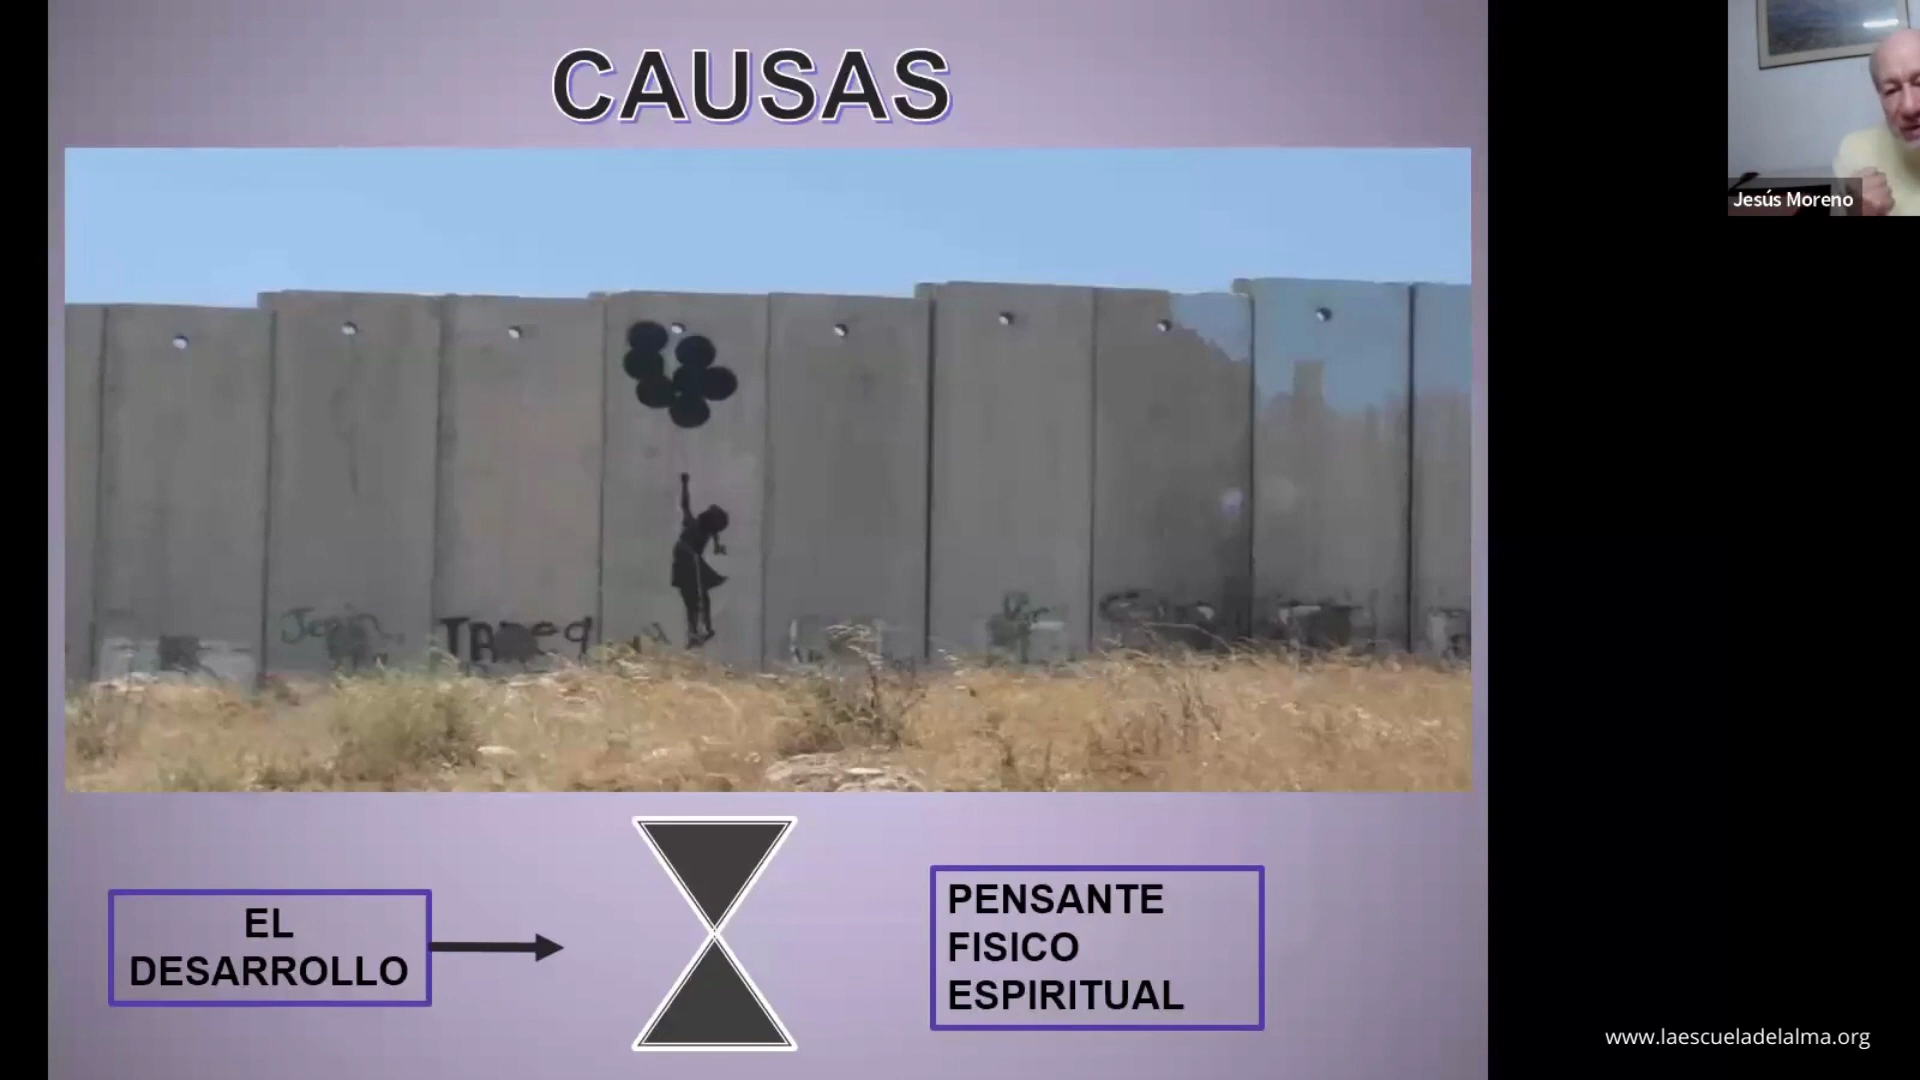 CAUSAS
Jesús Moreno
EL
DESARROLLO
PENSANTE
FISICO
ESPIRITUAL
www.laescueladelalma.org